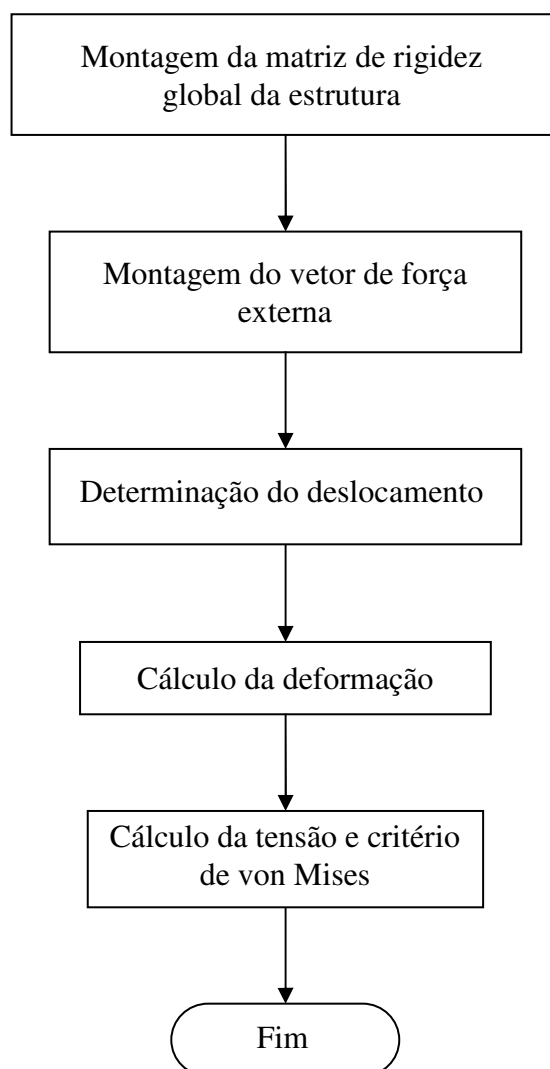 Montagem da matriz de rigidez
global da estrutura
Montagem do vetor de força
externa
Determinação do deslocamento
Cálculo da deformação
Cálculo da tensão e critério
de von Mises
Fim